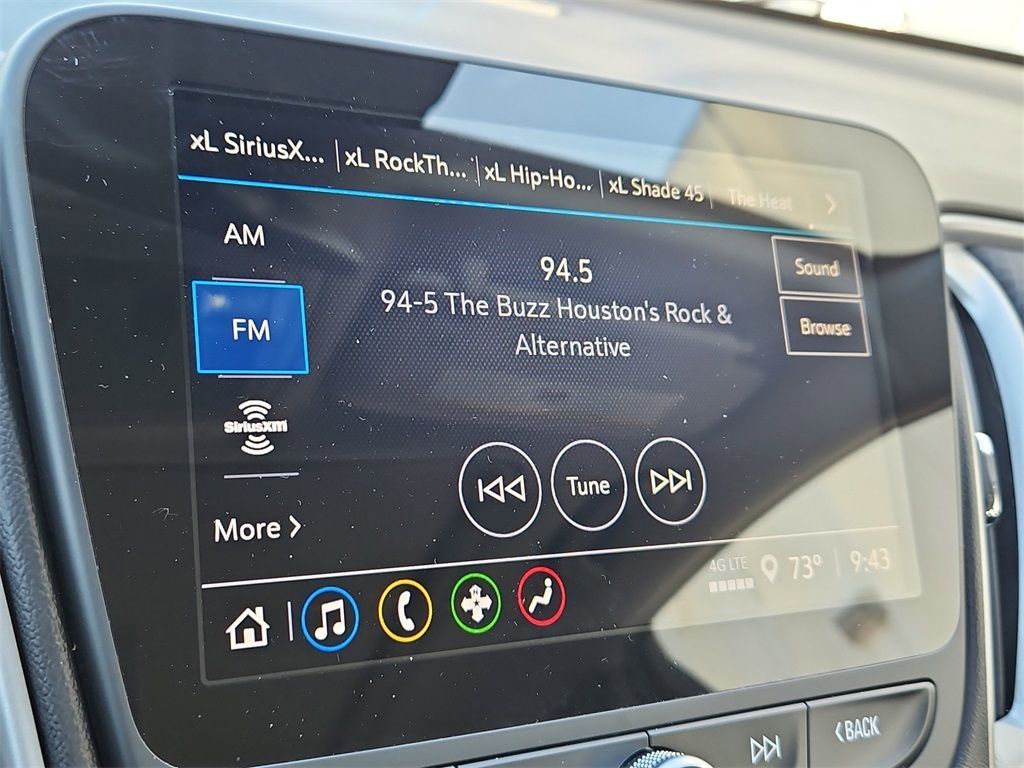 xL SiriusX... xL RockTh... xL Hip-Ho... xL Shade 45 The Heat
AM
FM
SiriusXM
More
94.5
94-5 The Buzz Houston's Rock &
Alternative
Sound
Browse
Tune
4G LTE 73° 9:43
BACK